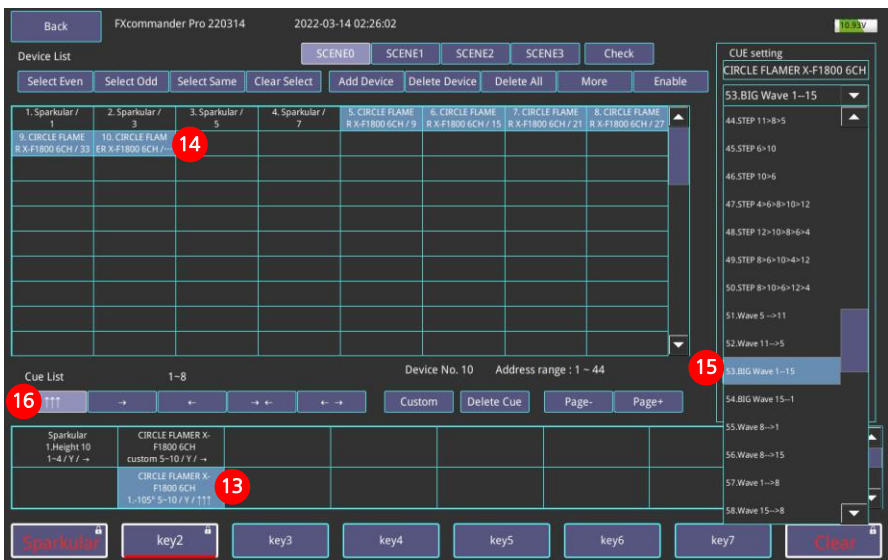 Back
FXcommander Pro 220314
2022-03-14 02:26:02
10.93V
Device List
SCENE0
SCENE1
SCENE2
SCENE3
Check
CUE setting
CIRCLE FLAMER X-F1800 6CH
Select Even
Select Odd
Select Same
Clear Select
Add Device
Delete Device
Delete All
More
Enable
53.BIG Wave 1--15
1. Sparkular /
1
2. Sparkular /
3
3. Sparkular /
5
4. Sparkular /
7
5. CIRCLE FLAME
R X-F1800 6CH / 9
6. CIRCLE FLAME
R X-F1800 6CH / 15
7. CIRCLE FLAME
R X-F1800 6CH / 21
8. CIRCLE FLAME
R X-F1800 6CH / 27
9. CIRCLE FLAME
R X-F1800 6CH / 33
10. CIRCLE FLAM
ER X-F1800 6CH /···
14
44.STEP 11>8>5
45.STEP 6>10
46.STEP 10>6
47.STEP 4>6>8>10>12
48.STEP 12>10>8>6>4
49.STEP 8>6>10>4>12
50.STEP 8>10>6>12>4
51.Wave 5 -->11
52.Wave 11-->5
15
53.BIG Wave 1--15
54.BIG Wave 15--1
55.Wave 8-->1
56.Wave 8-->15
57.Wave 1-->8
58.Wave 15-->8
Cue List
1~8
Device No. 10
Address range : 1 ~ 44
16
↑↑↑
→
←
→ ←
← →
Custom
Delete Cue
Page-
Page+
Sparkular
1.Height 10
1~4 / Y / →
CIRCLE FLAMER X-
F1800 6CH
custom 5~10 / Y / →
CIRCLE FLAMER X-
F1800 6CH
1.-105° 5~10 / Y / ↑↑↑
13
Sparkular
key2
key3
key4
key5
key6
key7
Clear